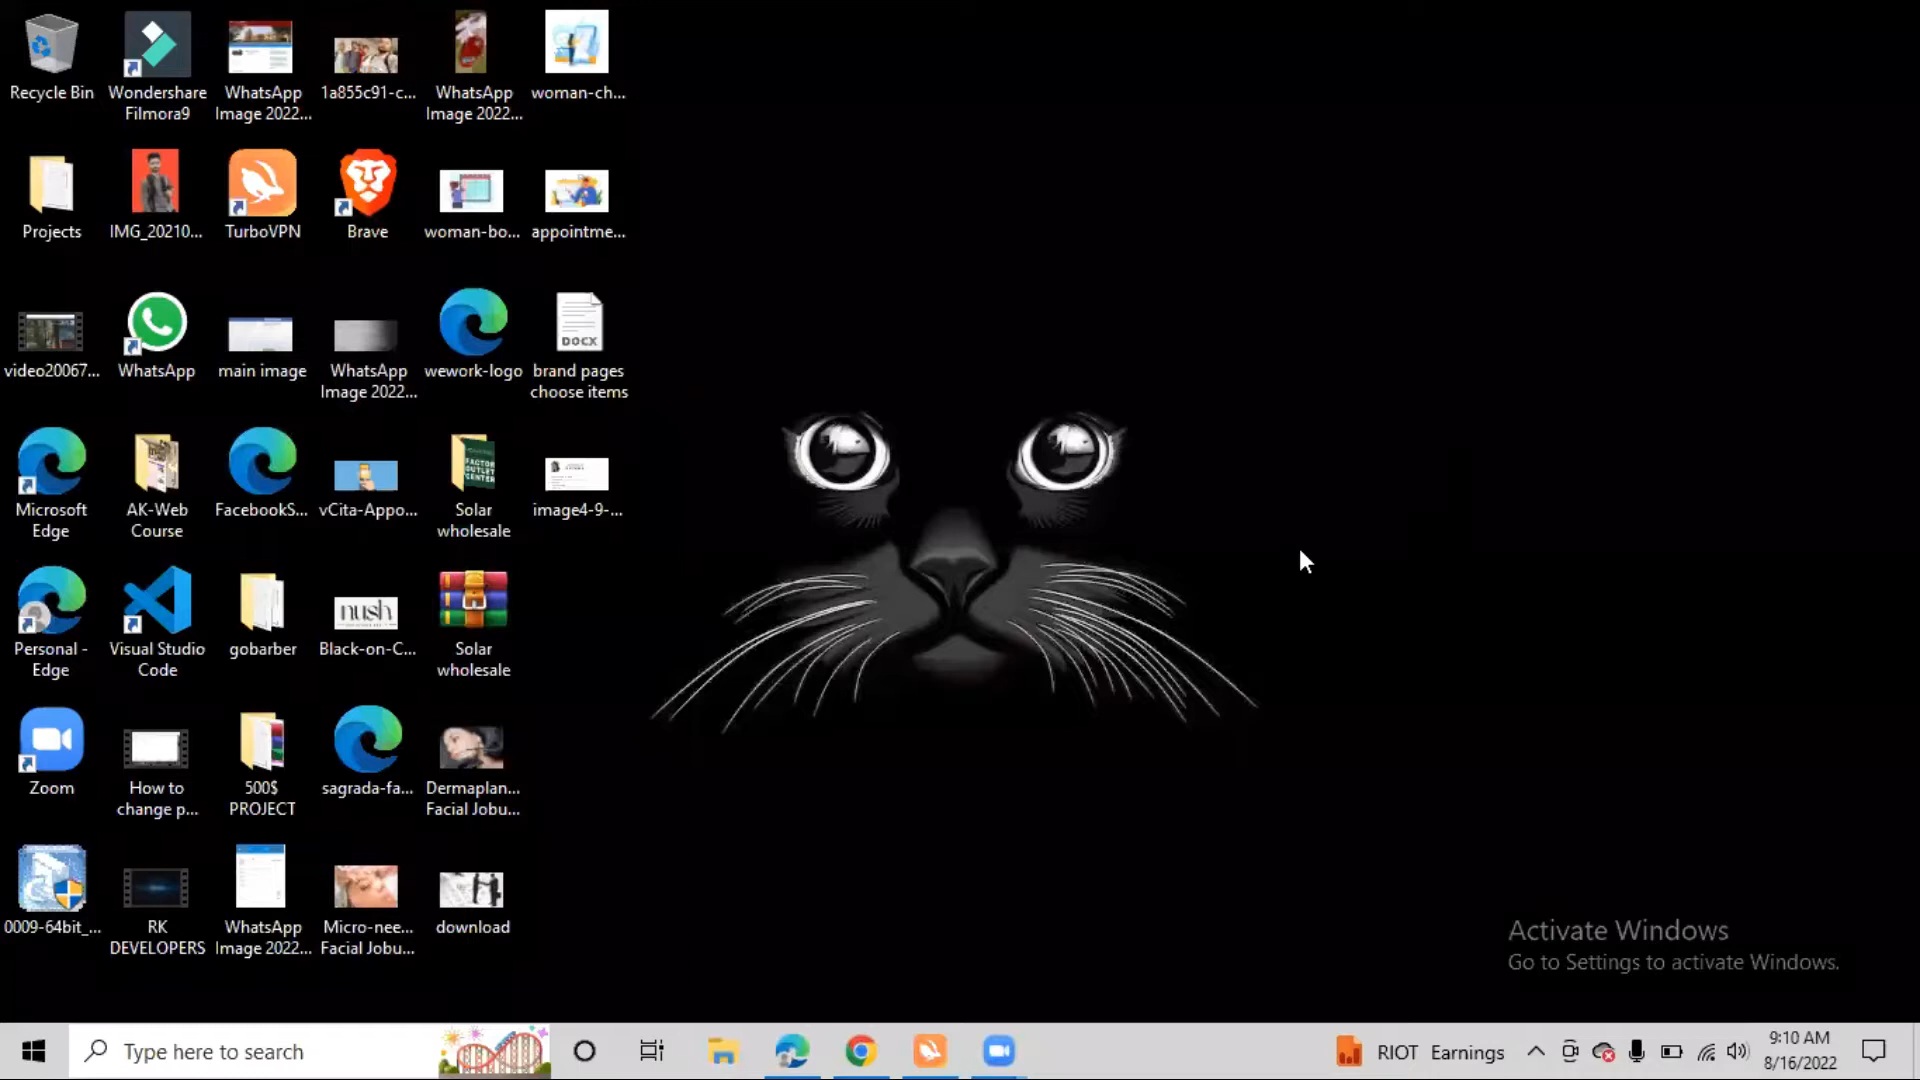 Recycle Bin
Wondershare
Filmora9
WhatsApp
Image 2022...
1a855c91-c...
WhatsApp
Image 2022...
woman-ch...
Projects
IMG_20210...
TurboVPN
Brave
woman-bo...
appointme...
video20067...
WhatsApp
main image
WhatsApp
Image 2022...
wework-logo
DOCX
brand pages
choose items
Microsoft
Edge
AK-Web
Course
FacebookS...
vCita-Appo...
FACTOR
OUTLET
CENTER
Solar
wholesale
image4-9-...
Personal -
Edge
Visual Studio
Code
gobarber
nush
Black-on-C...
Solar
wholesale
Zoom
How to
change p...
500$
PROJECT
sagrada-fa...
Dermaplan...
Facial Jobu...
0009-64bit_...
RK
DEVELOPERS
WhatsApp
Image 2022...
Micro-nee...
Facial Jobu...
download
Activate Windows
Go to Settings to activate Windows.
Type here to search
RIOT Earnings
9:10 AM
8/16/2022